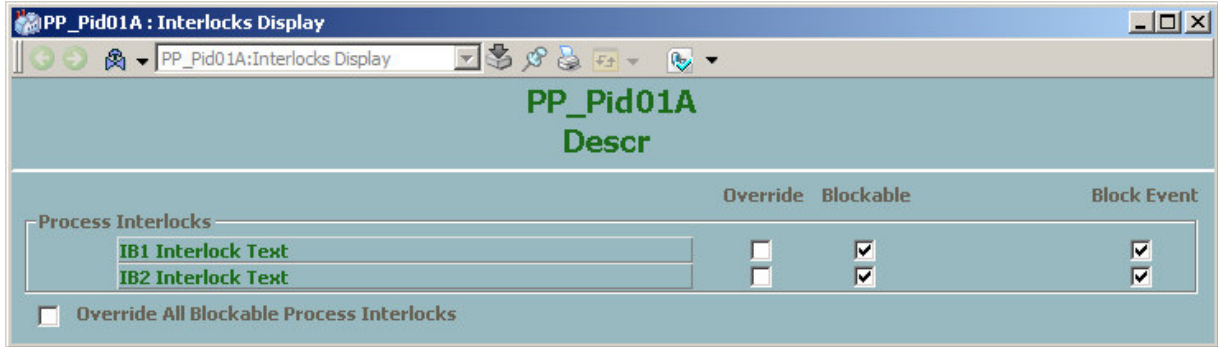 PP_Pid01A : Interlocks Display
PP_Pid01A:Interlocks Display
PP_Pid01A
Descr
Override Blockable Block Event
Process Interlocks
IB1 Interlock Text
IB2 Interlock Text
Override All Blockable Process Interlocks